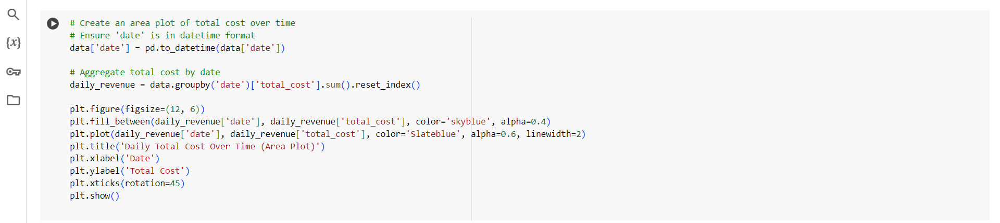 # Create an area plot of total cost over time
# Ensure 'date' is in datetime format
data['date'] = pd.to_datetime(data['date'])
# Aggregate total cost by date
daily_revenue = data.groupby('date')['total_cost'].sum().reset_index()
plt.figure(figsize=(12, 6))
plt.fill_between(daily_revenue['date'], daily_revenue['total_cost'], color='skyblue', alpha=0.4)
plt.plot(daily_revenue['date'], daily_revenue['total_cost'], color='Slateblue', alpha=0.6, linewidth=2)
plt.title('Daily Total Cost Over Time (Area Plot)')
plt.xlabel('Date')
plt.ylabel('Total Cost')
plt.xticks(rotation=45)
plt.show()
{x}